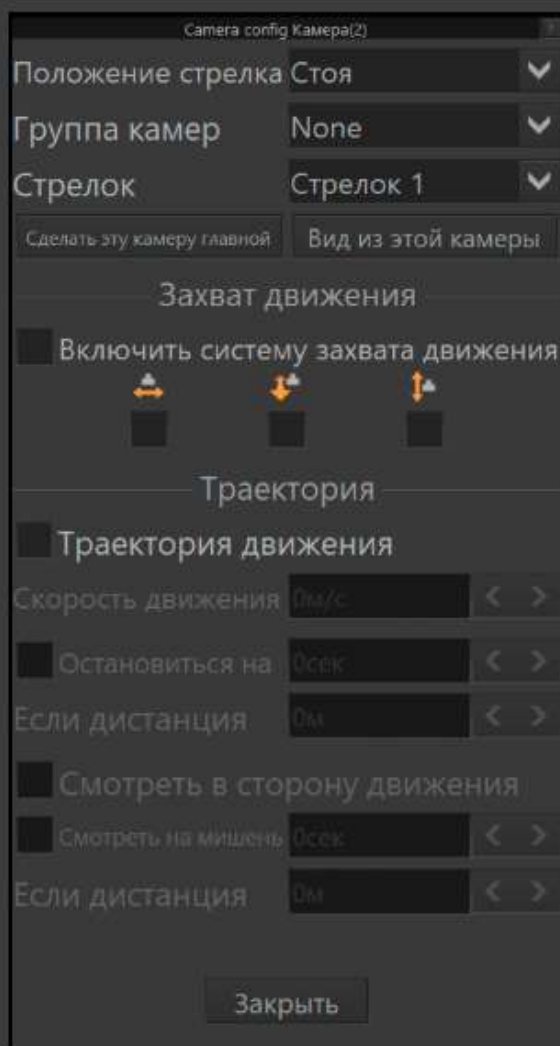 Camera config Камера(2)
Положение стрелка Стоя
Группа камер None
Стрелок Стрелок 1
Сделать эту камеру главной Вид из этой камеры
Захват движения
Включить систему захвата движения
Траектория
Траектория движения
Скорость движения 0м/с
Остановиться на 0сек
Если дистанция 0м
Смотреть в сторону движения
Смотреть на мишень 0сек
Если дистанция 0м
Закрыть